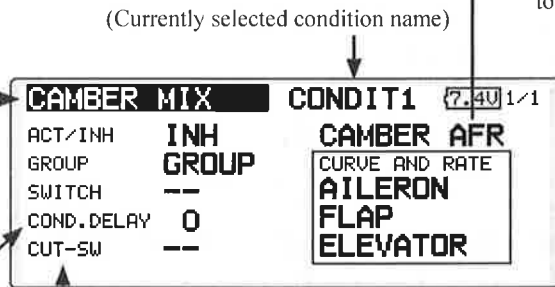 to
(Currently selected condition name)
CAMBER MIX CONDIT1 7.4V 1/1
ACT/INH INH CAMBER AFR
GROUP GROUP CURVE AND RATE
SWITCH -- AILERON
COND.DELAY 0 FLAP
CUT-SW -- ELEVATOR